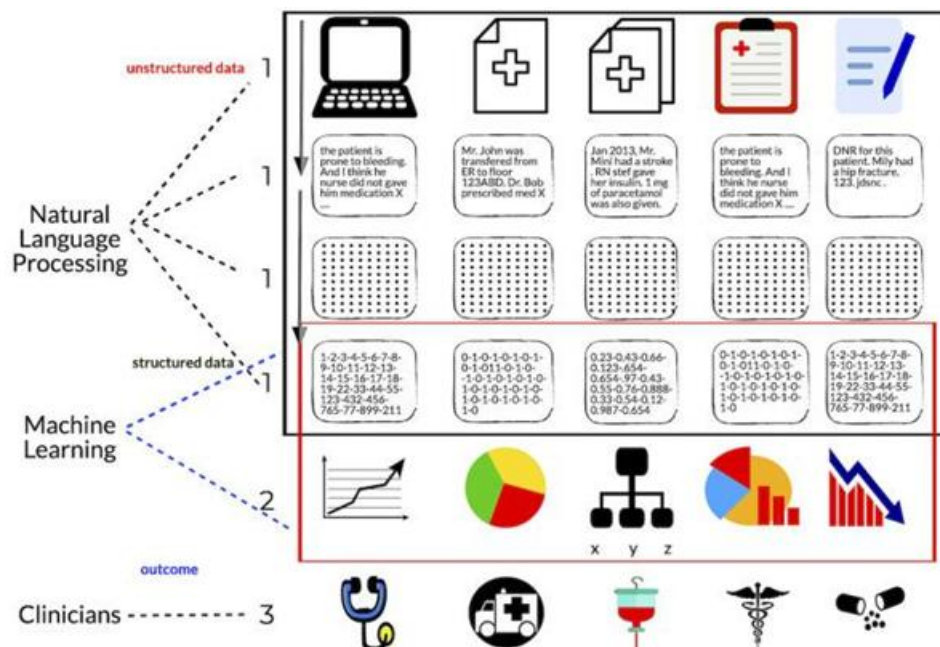 unstructured data
1
the patient is
prone to bleeding.
And I think he
nurse did not gave
him medication X
....
Mr. John was
transfered from
ER to floor
123ABD. Dr. Bob
prescribed med X
Jan 2013, Mr.
Mini had a stroke
. RN stef gave
her insulin. 1 mg
of paracetamol
was also given.
the patient is
prone to
bleeding. And I
think he nurse did
not gave him
medication X ....
DNR for this
patient. Mily had
a hip fracture,
123. jdsnc .
1
Natural
Language
Processing
1
structured data
1
1-2-3-4-5-6-7-8-
9-10-11-12-13-
14-15-16-17-18-
19-22-33-44-55-
123-432-456-
765-77-899-211
0-1-0-1-0-1-0-1-
0-1-011-0-1-0-
-1-0-1-0-1-0-1-0-
1-0-1-0-1-0-1-0-
1-0-1-0-1-0-1-0-
1-0
0.23-0.43-0.66-
0.123-.654-
0.654-.97-0.43-
0.55-0.76-0.888-
0.33-0.54-0.12-
0.987-0.654
0-1-0-1-0-1-0-1-
0-1-011-0-1-0-
-1-0-1-0-1-0-1-0-
1-0-1-0-1-0-1-0-
1-0-1-0-1-0-1-0-
1-0
1-2-3-4-5-6-7-8-
9-10-11-12-13-
14-15-16-17-18-
19-22-33-44-55-
123-432-456-
765-77-899-211
Machine
Learning
2
x y z
outcome
Clinicians
3